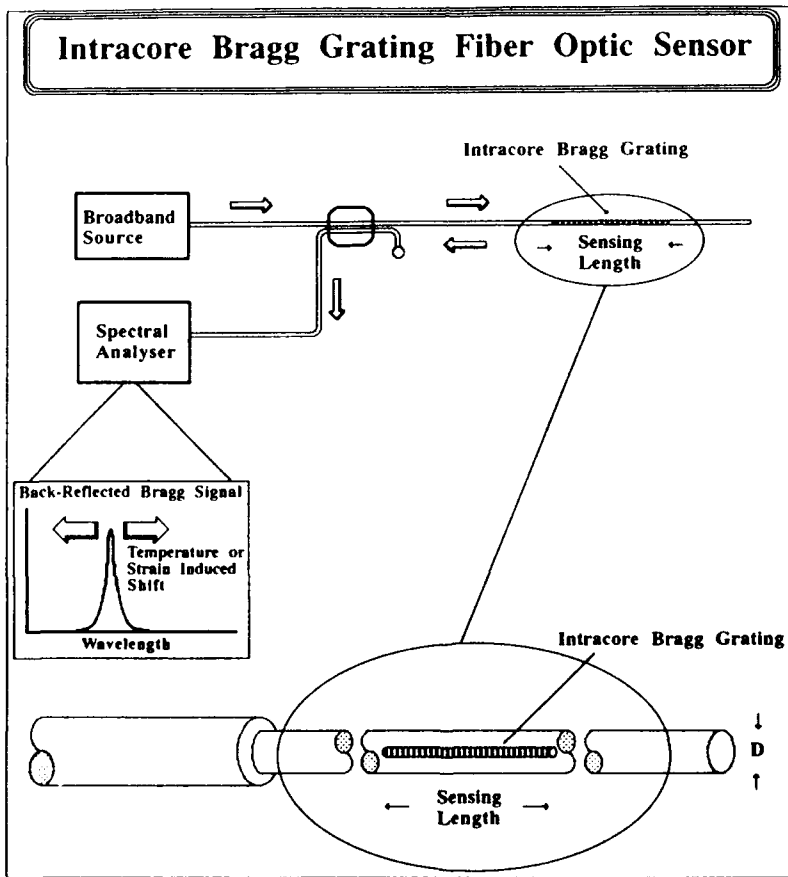 Intracore Bragg Grating Fiber Optic Sensor
Intracore Bragg Grating
Broadband
Source
Sensing
Length
Spectral
Analyser
Back-Reflected Bragg Signal
Temperature or
Strain Induced
Shift
Wavelength
Intracore Bragg Grating
D
Sensing
Length